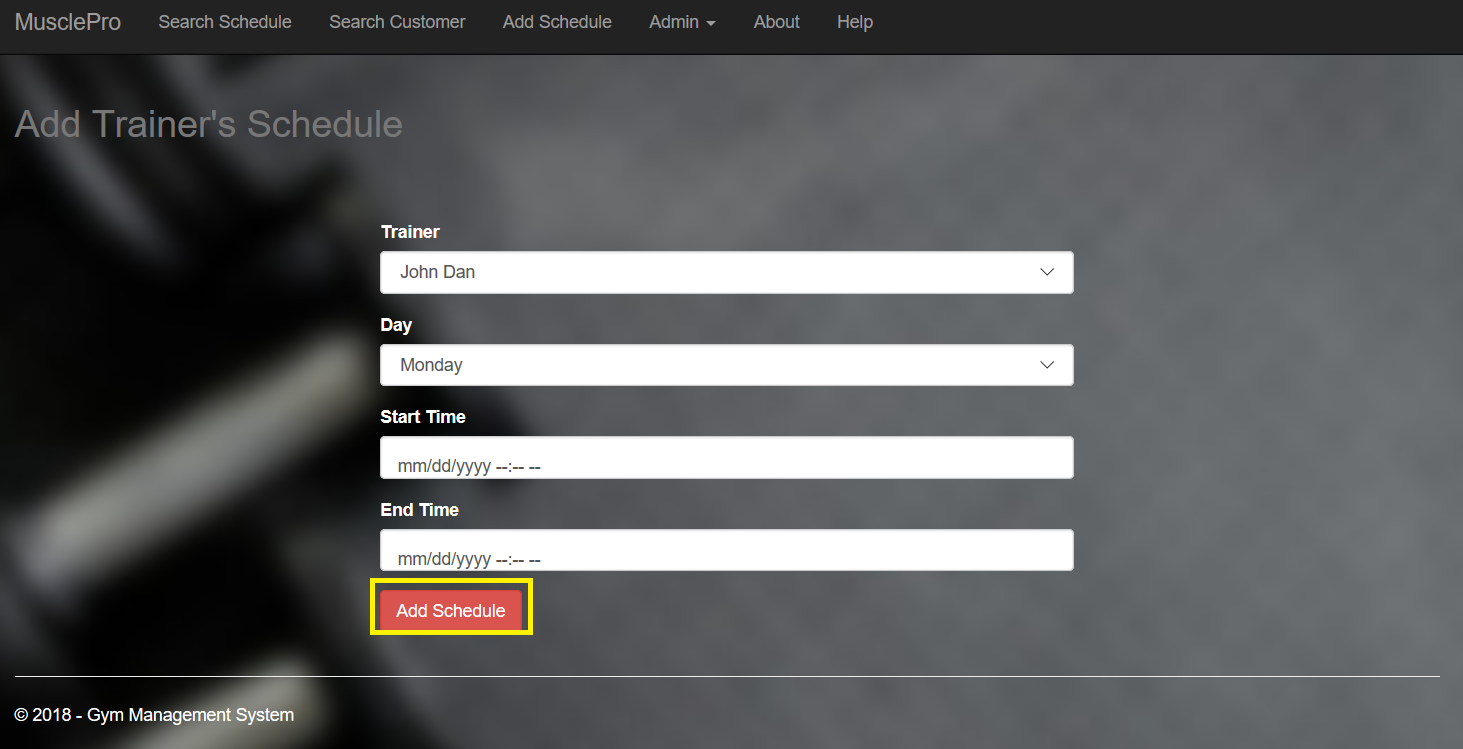 MusclePro Search Schedule Search Customer Add Schedule Admin About Help
Add Trainer's Schedule
Trainer
John Dan
Day
Monday
Start Time
mm/dd/yyyy --:-- --
End Time
mm/dd/yyyy --:-- --
Add Schedule
© 2018 - Gym Management System